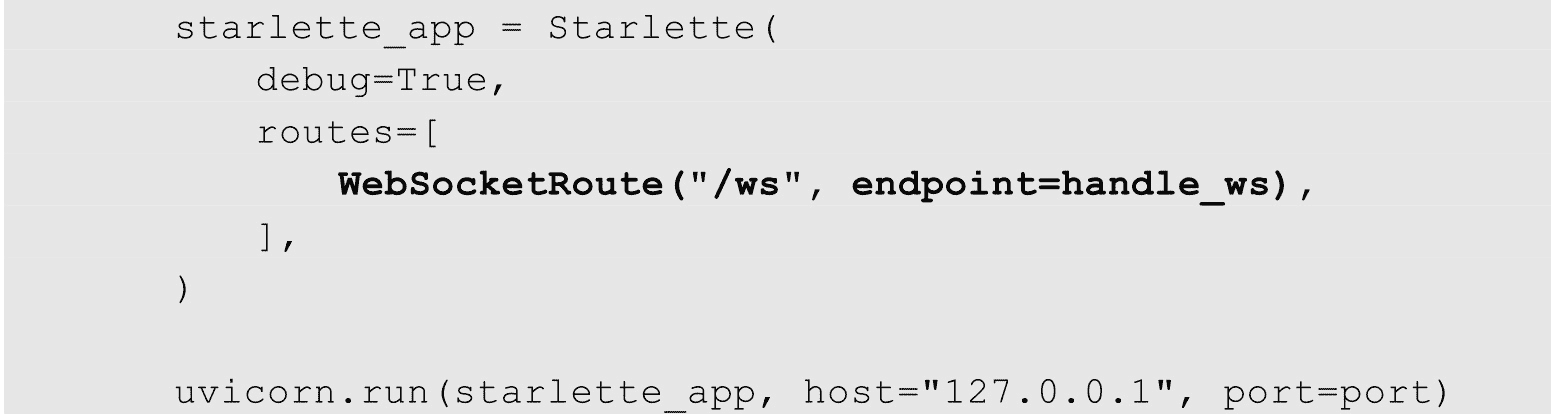 starlette_app = Starlette(
debug=True,
routes=[
WebSocketRoute("/ws", endpoint=handle_ws),
],
)
uvicorn.run(starlette_app, host="127.0.0.1", port=port)